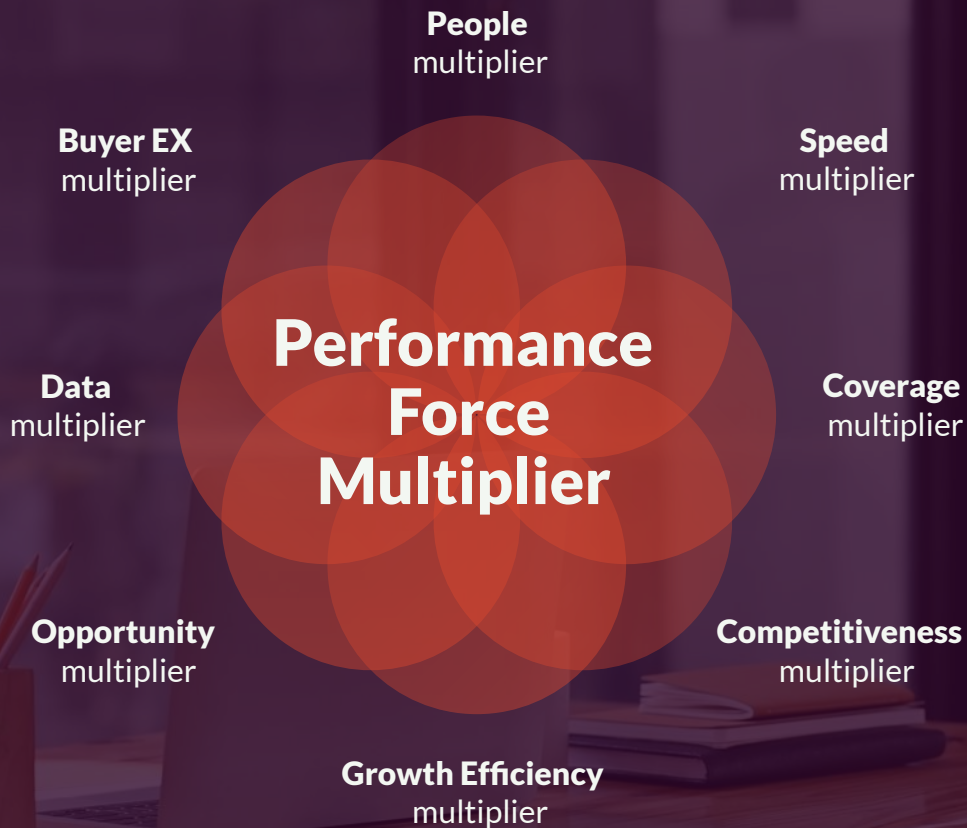 People
multiplier
Buyer EX
multiplier
Speed
multiplier
Performance
Force
Multiplier
Data
multiplier
Coverage
multiplier
Opportunity
multiplier
Competitiveness
multiplier
Growth Efficiency
multiplier